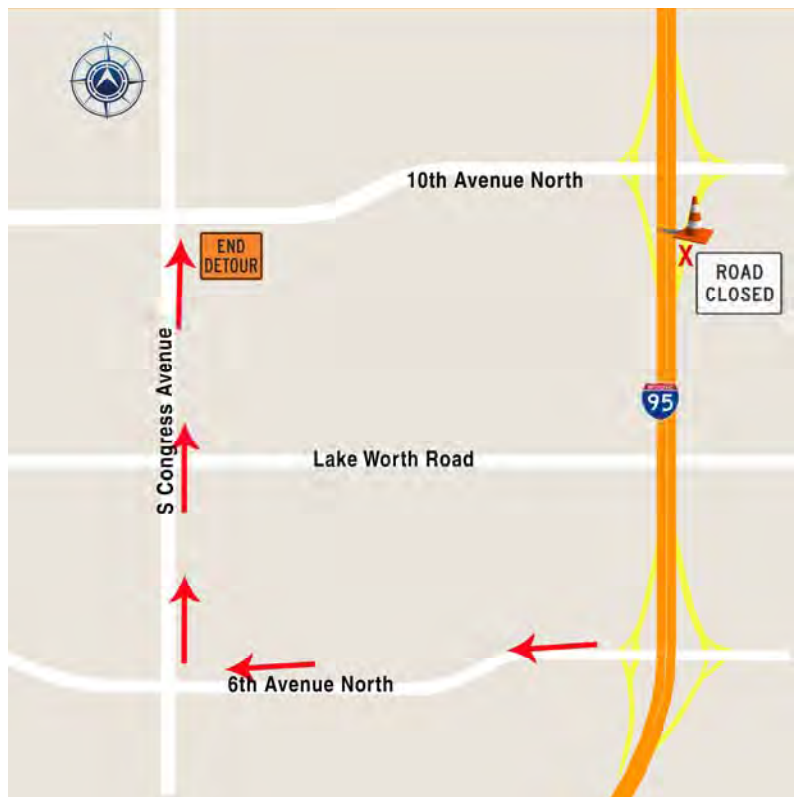 N
10th Avenue North
END
DETOUR
X
ROAD
CLOSED
S Congress Avenue
95
Lake Worth Road
6th Avenue North